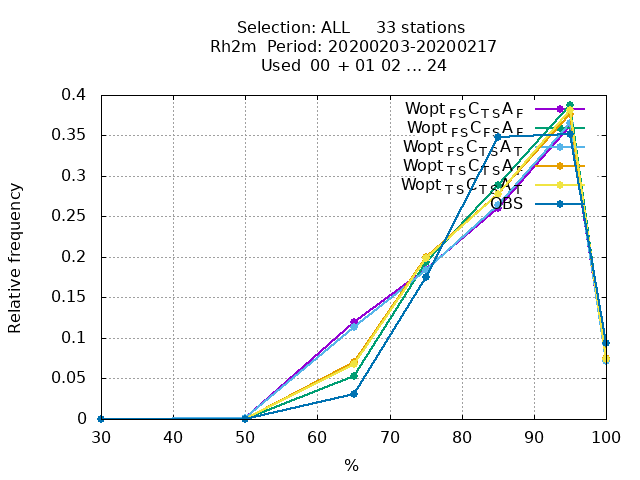 Selection: ALL 33 stations
Rh2m Period: 20200203-20200217
Used 00 + 01 02 ... 24
0.4
0.35
0.3
0.25
0.2
0.15
0.1
0.05
0
Relative frequency
Wopt FS C TS A F
Wopt FS C FS A F
Wopt FS C TS A T
Wopt TS C TS A F
Wopt TS C TS A T
OBS
30 40 50 60 70 80 90 100
%